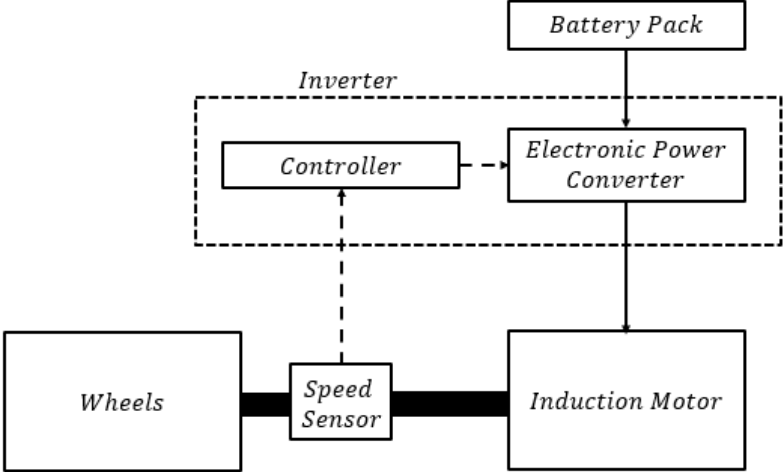 Battery Pack
Inverter
Controller
Electronic Power
Converter
Wheels
Speed
Sensor
Induction Motor